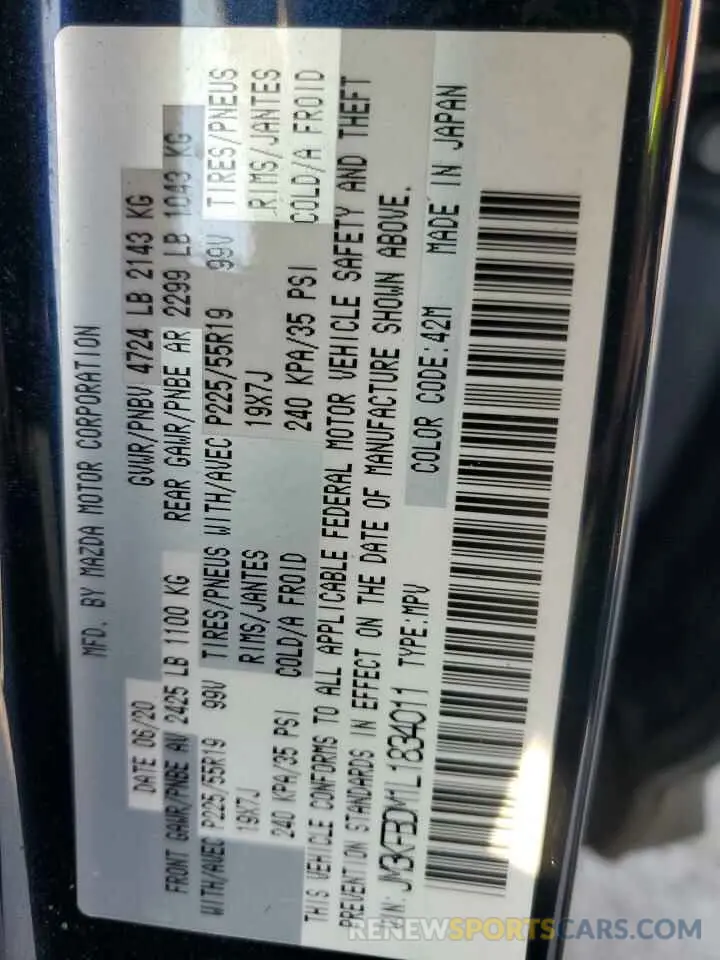 MFD. BY MAZDA MOTOR CORPORATION
DATE 06/20 GVWR/PNBV 4724 LB 2143 KG
FRONT GAWR/PNBE AV 2425 LB 1100 KG REAR GAWR/PNBE AR 2299 LB 1043 KG
WITH/AVEC P225/55R19 99V TIRES/PNEUS WITH/AVEC P225/55R19 99V TIRES/PNEUS
19X7J RIMS/JANTES 19X7J RIMS/JANTES
240 KPA/35 PSI COLD/A FROID 240 KPA/35 PSI COLD/A FROID
THIS VEHICLE CONFORMS TO ALL APPLICABLE FEDERAL MOTOR VEHICLE SAFETY AND THEFT
PREVENTION STANDARDS IN EFFECT ON THE DATE OF MANUFACTURE SHOWN ABOVE.
VIN: JM3KFBDM1L1834011 TYPE:MPV COLOR CODE:42M MADE IN JAPAN
RENEWSPORTSCARS.COM